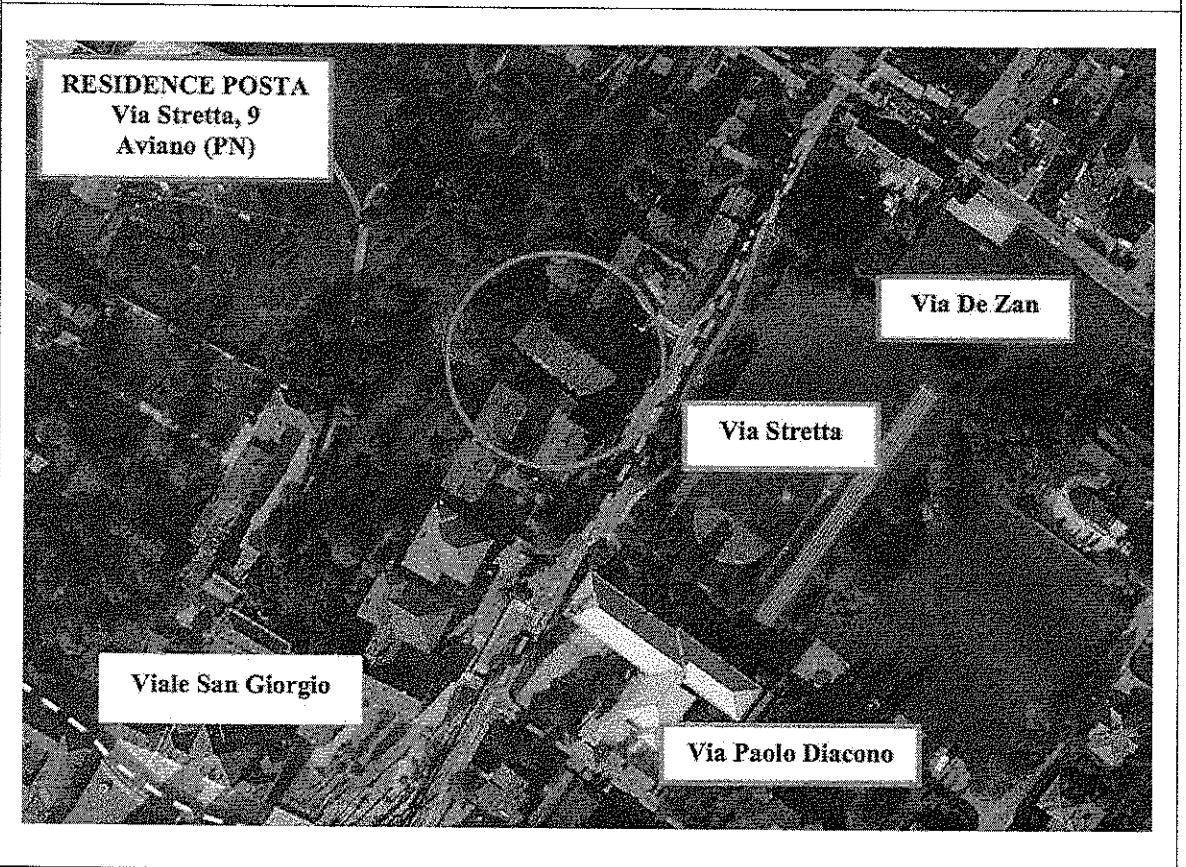 RESIDENCE POSTA
Via Stretta, 9
Aviano (PN)
Via De Zan
Via Stretta
Viale San Giorgio
Via Paolo Diacono